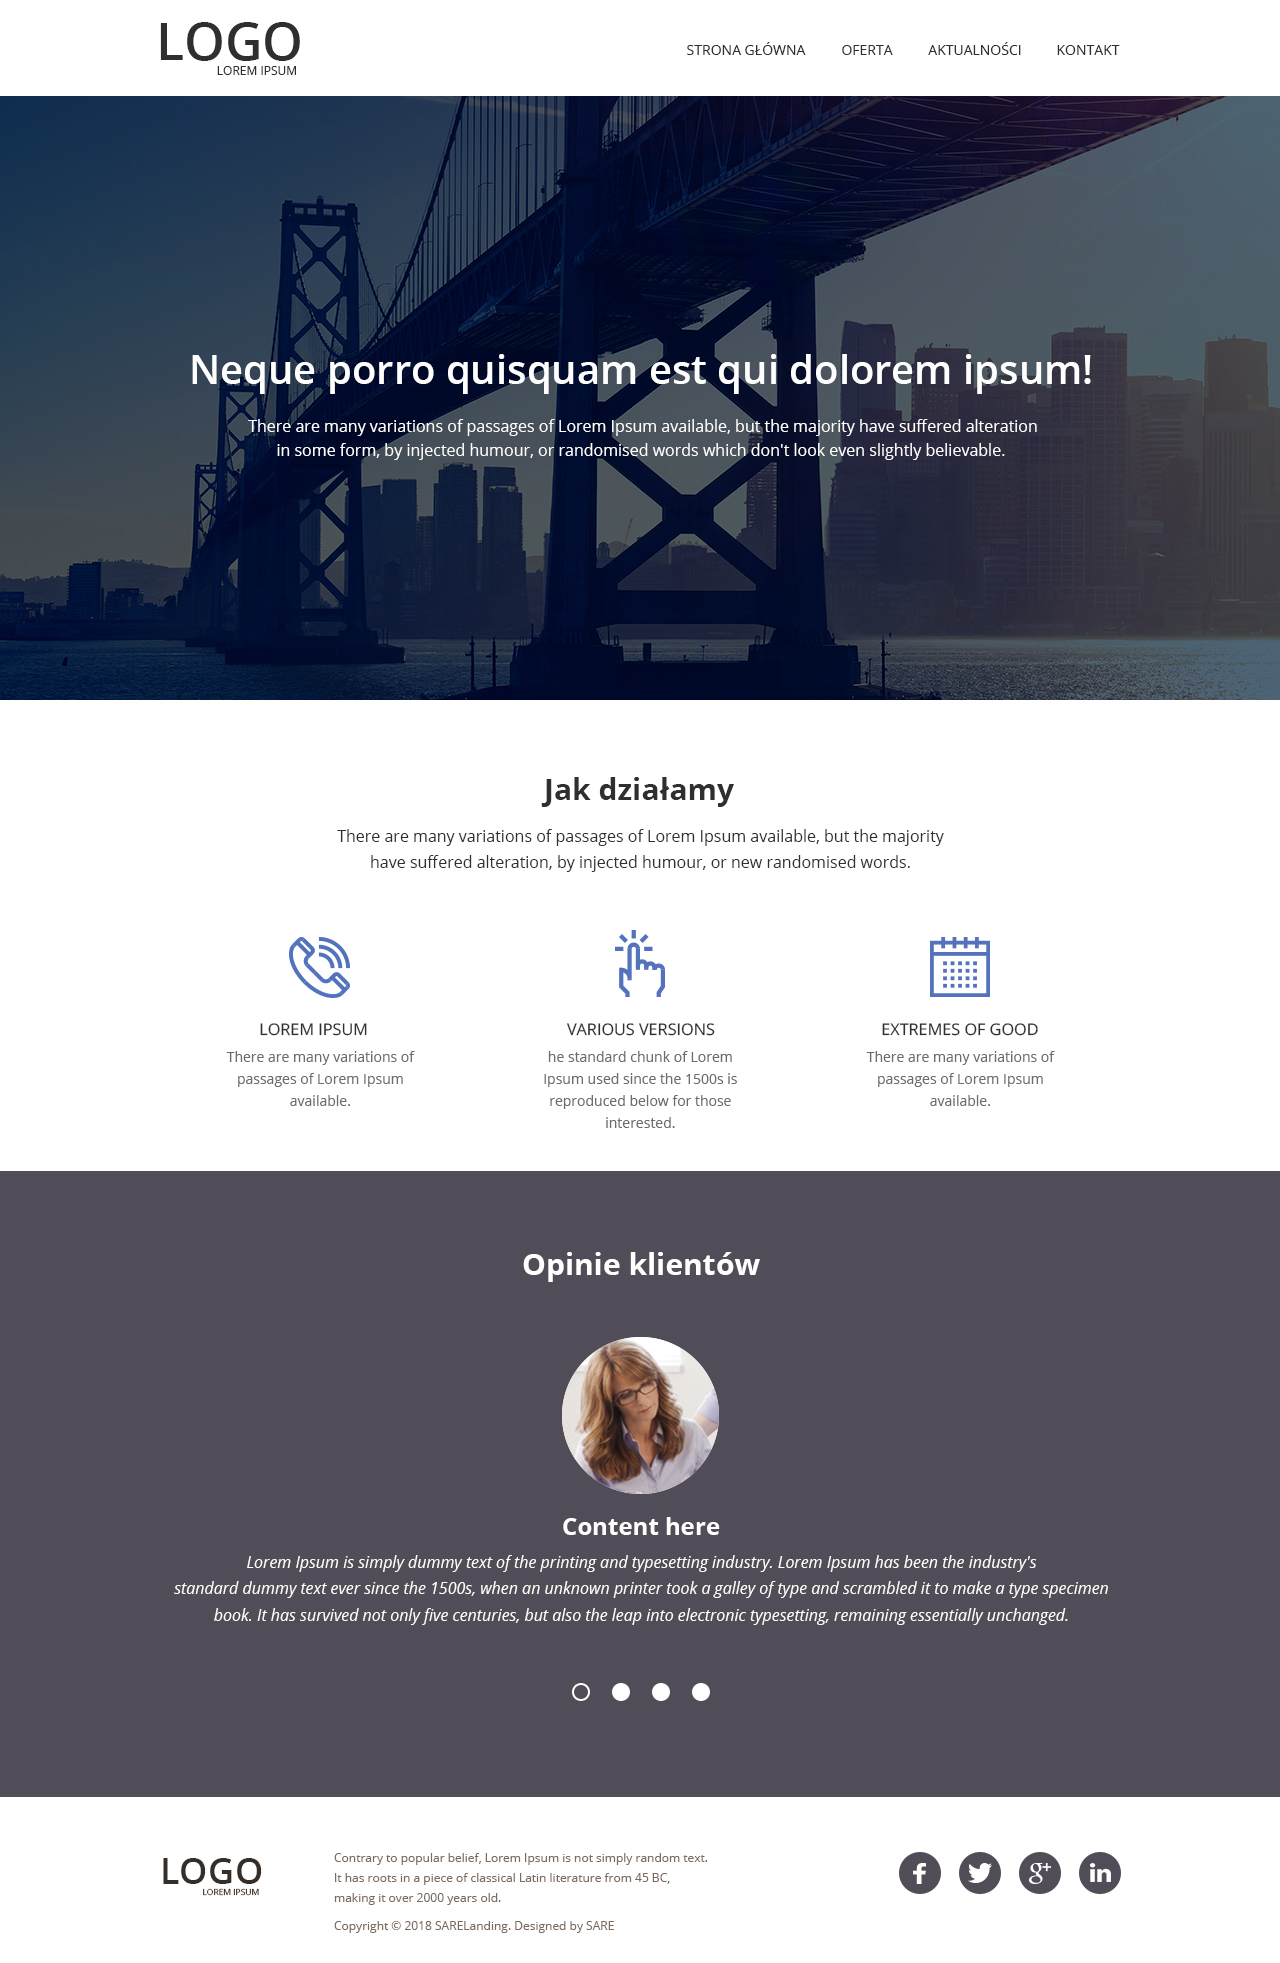 LOGO
LOREM IPSUM
STRONA GŁÓWNA OFERTA AKTUALNOŚCI KONTAKT
Neque porro quisquam est qui dolorem ipsum!
There are many variations of passages of Lorem Ipsum available, but the majority have suffered alteration
in some form, by injected humour, or randomised words which don't look even slightly believable.
Jak działamy
There are many variations of passages of Lorem Ipsum available, but the majority
have suffered alteration, by injected humour, or new randomised words.
LOREM IPSUM
There are many variations of
passages of Lorem Ipsum
available.
VARIOUS VERSIONS
he standard chunk of Lorem
Ipsum used since the 1500s is
reproduced below for those
interested.
EXTREMES OF GOOD
There are many variations of
passages of Lorem Ipsum
available.
Opinie klientów
Content here
Lorem Ipsum is simply dummy text of the printing and typesetting industry. Lorem Ipsum has been the industry's
standard dummy text ever since the 1500s, when an unknown printer took a galley of type and scrambled it to make a type specimen
book. It has survived not only five centuries, but also the leap into electronic typesetting, remaining essentially unchanged.
LOGO
LOREM IPSUM
Contrary to popular belief, Lorem Ipsum is not simply random text.
It has roots in a piece of classical Latin literature from 45 BC,
making it over 2000 years old.
Copyright © 2018 SARELanding. Designed by SARE